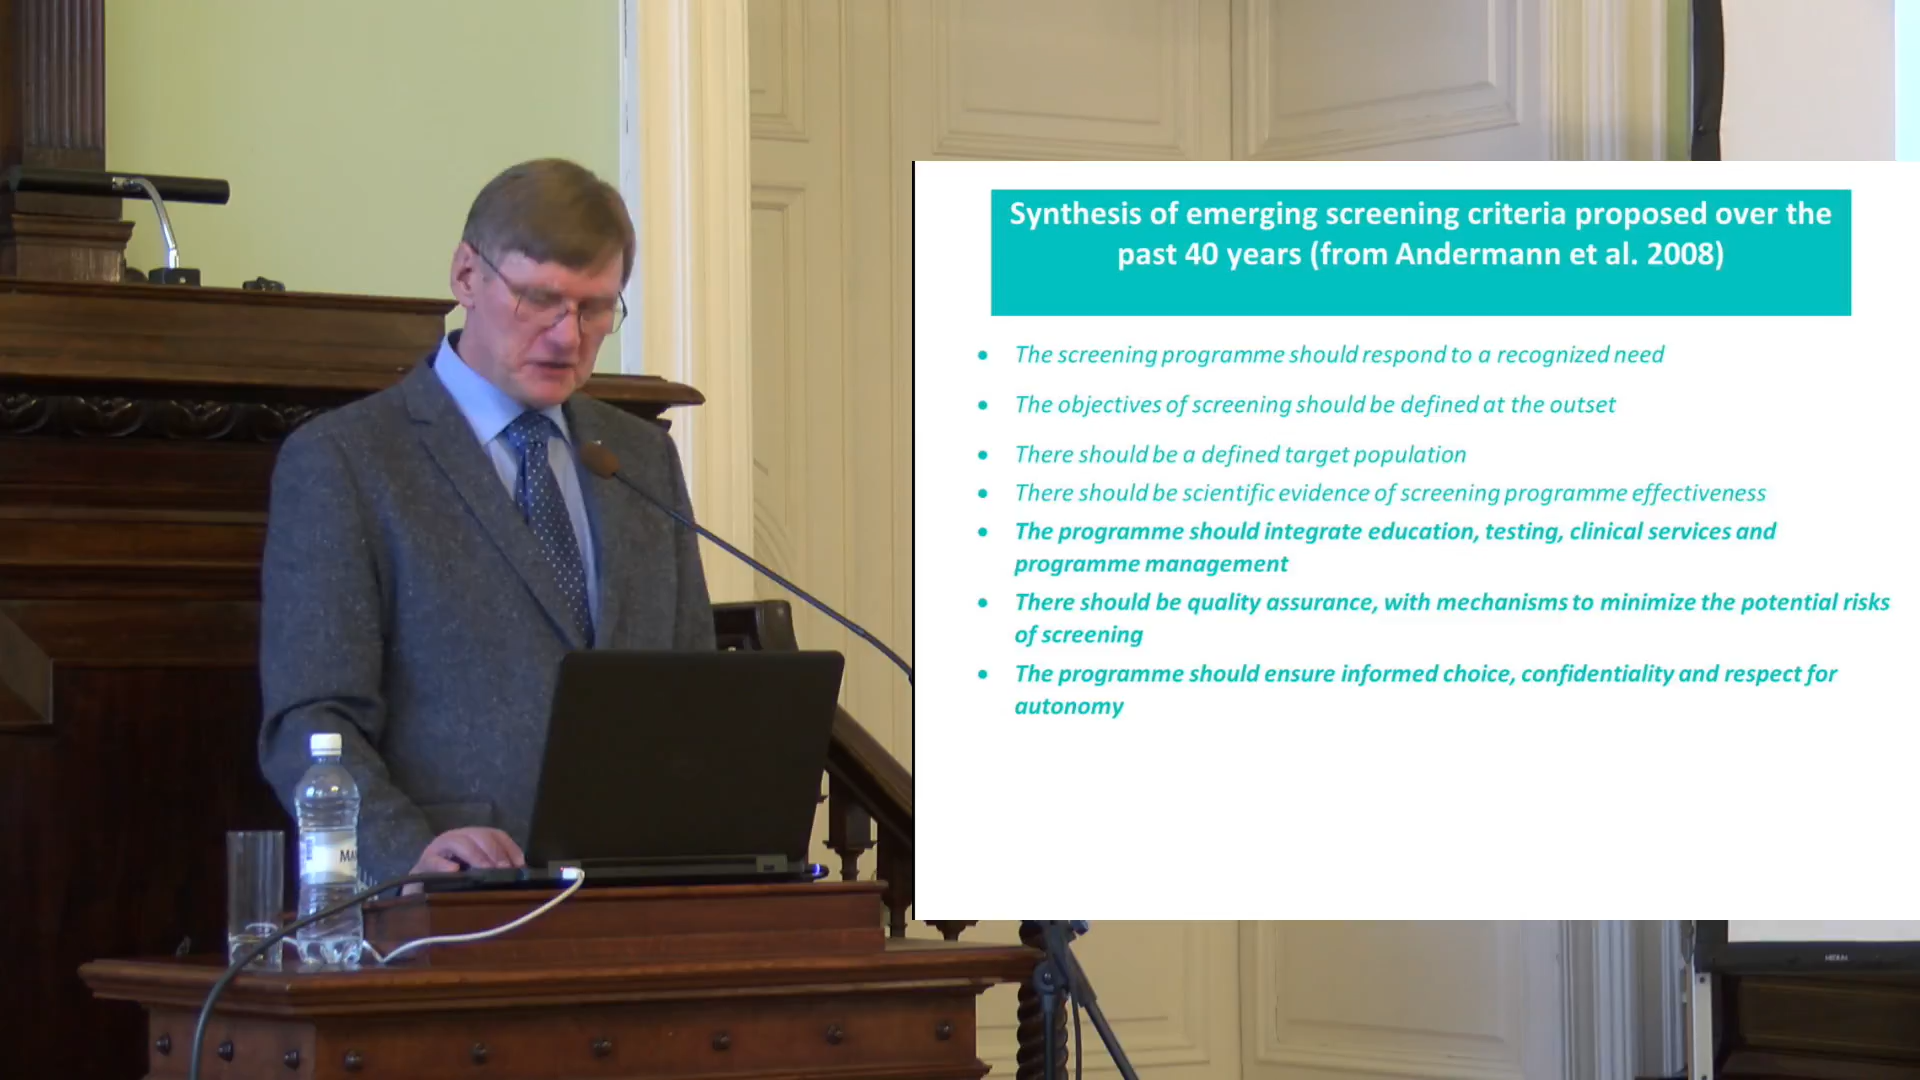 Synthesis of emerging screening criteria proposed over the
past 40 years (from Andermann et al. 2008)
• The screening programme should respond to a recognized need
• The objectives of screening should be defined at the outset
• There should be a defined target population
• There should be scientific evidence of screening programme effectiveness
• The programme should integrate education, testing, clinical services and
programme management
• There should be quality assurance, with mechanisms to minimize the potential risks
of screening
• The programme should ensure informed choice, confidentiality and respect for
autonomy